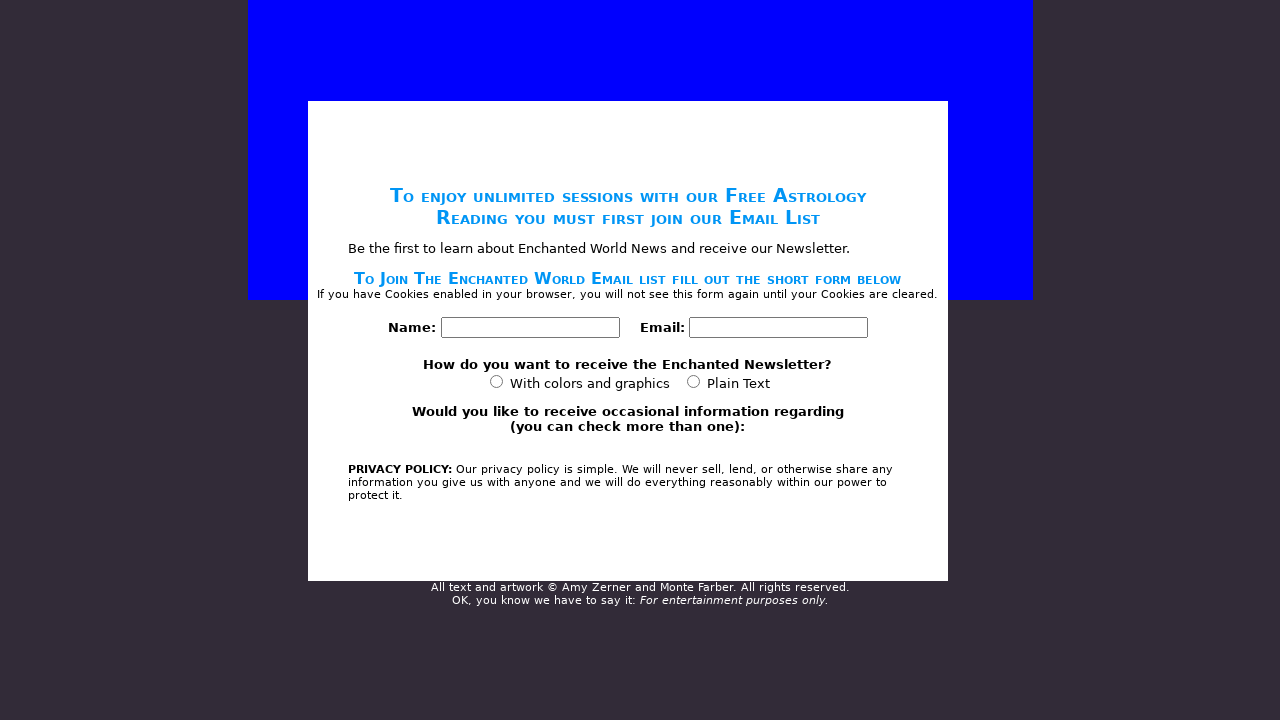 To enjoy unlimited sessions with our Free Astrology
Reading you must first join our Email List
Be the first to learn about Enchanted World News and receive our Newsletter.
To Join The Enchanted World Email list fill out the short form below
If you have Cookies enabled in your browser, you will not see this form again until your Cookies are cleared.
Name: Email:
How do you want to receive the Enchanted Newsletter?
With colors and graphics Plain Text
Would you like to receive occasional information regarding
(you can check more than one):
PRIVACY POLICY: Our privacy policy is simple. We will never sell, lend, or otherwise share any
information you give us with anyone and we will do everything reasonably within our power to
protect it.
All text and artwork © Amy Zerner and Monte Farber. All rights reserved.
OK, you know we have to say it: For entertainment purposes only.